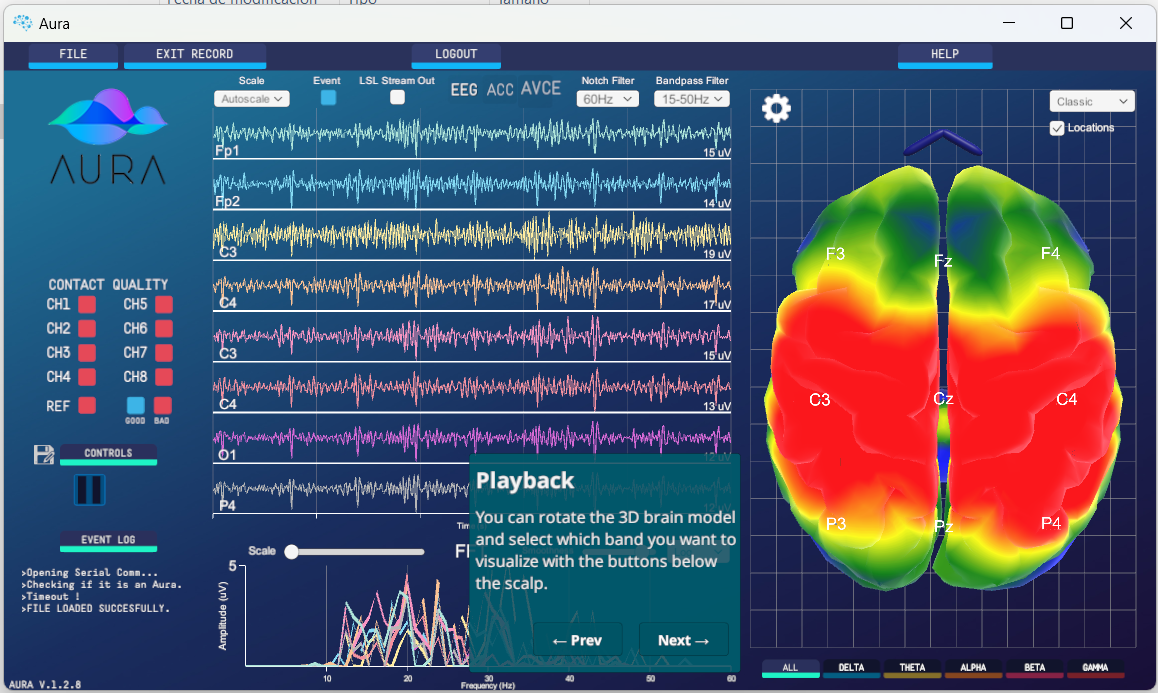 Fecha de modificación Tipo Tamaño
Aura
FILE EXIT RECORD LOGOUT HELP
Scale Event LSL Stream Out EEG ACC AVCE Notch Filter Bandpass Filter
Autoscale 60Hz 15-50Hz
Classic
Locations
AURA
Fp1 15 uV
Fp2 14 uV
C3 19 uV
C4 17 uV
C3 15 uV
C4 13 uV
O1 12 uV
P4
F3 Fz F4
C3 Cz C4
P3 Pz P4
CONTACT QUALITY
CH1 CH5
CH2 CH6
CH3 CH7
CH4 CH8
REF GOOD BAD
CONTROLS
EVENT LOG
>Opening Serial Comm...
>Checking if it is an Aura.
>Timeout !
>FILE LOADED SUCCESFULLY.
AURA V.1.2.8
Scale
5
Amplitude (uV)
10 20 30 40 50 60
Frequency (Hz)
Playback
You can rotate the 3D brain model
and select which band you want to
visualize with the buttons below
the scalp.
← Prev Next →
ALL DELTA THETA ALPHA BETA GAMMA